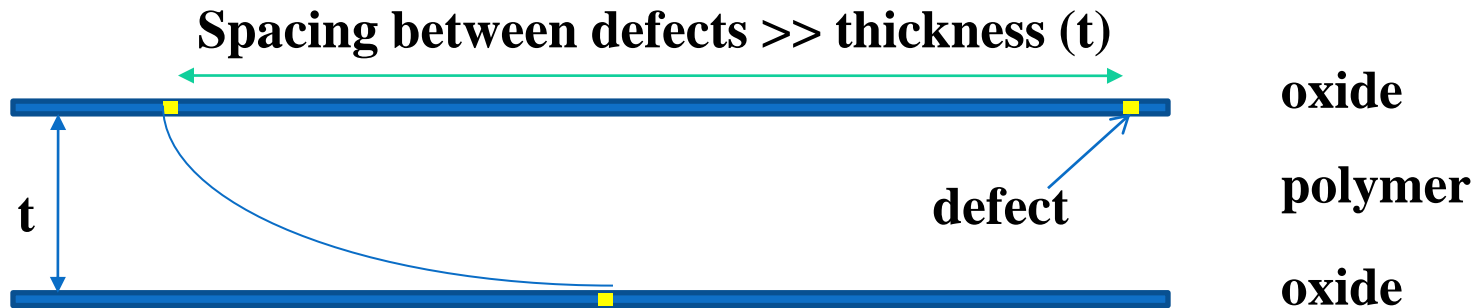 Spacing between defects >> thickness (t)
oxide
polymer
t
defect
oxide